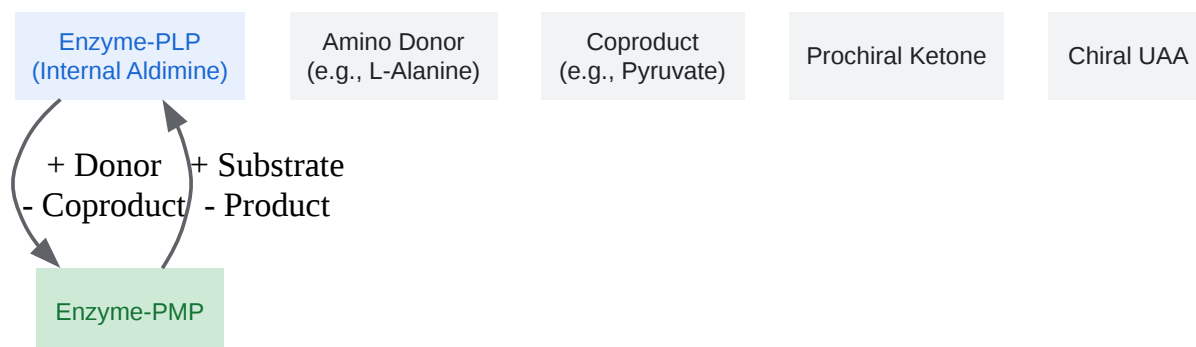 Enzyme-PLP
(Internal Aldimine)
Amino Donor
(e.g., L-Alanine)
Coproduct
(e.g., Pyruvate)
Prochiral Ketone
Chiral UAA
+ Donor
- Coproduct
+ Substrate
- Product
Enzyme-PMP